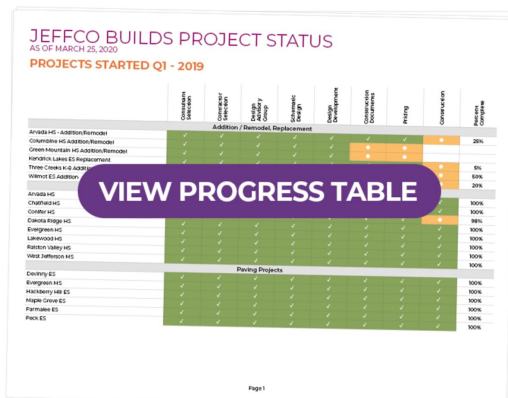 JEFFCO BUILDS PROJECT STATUS
AS OF MARCH 25, 2020
PROJECTS STARTED Q1 - 2019
Consultant Selection
Contractor Selection
Design Advisory Group
Schematic Design
Design Development
Construction Documents
Pricing
Construction
Percent Complete
Addition / Remodel, Replacement
Arvada HS - Addition/Remodel 25%
Columbine HS Addition/Remodel
Green Mountain HS Addition/Remodel
Kendrick Lakes ES Replacement 5%
Three Creeks K-8 Addition 50%
Wilmot ES Addition 20%
VIEW PROGRESS TABLE
Arvada HS 100%
Chatfield HS 100%
Conifer HS 98%
Dakota Ridge HS 100%
Evergreen HS 100%
Lakewood HS 100%
Ralston Valley HS 100%
West Jefferson MS 100%
Paving Projects
Devinny ES 100%
Evergreen MS 100%
Hackberry Hill ES 100%
Maple Grove ES 100%
Parmalee ES 100%
Peck ES
Page 1